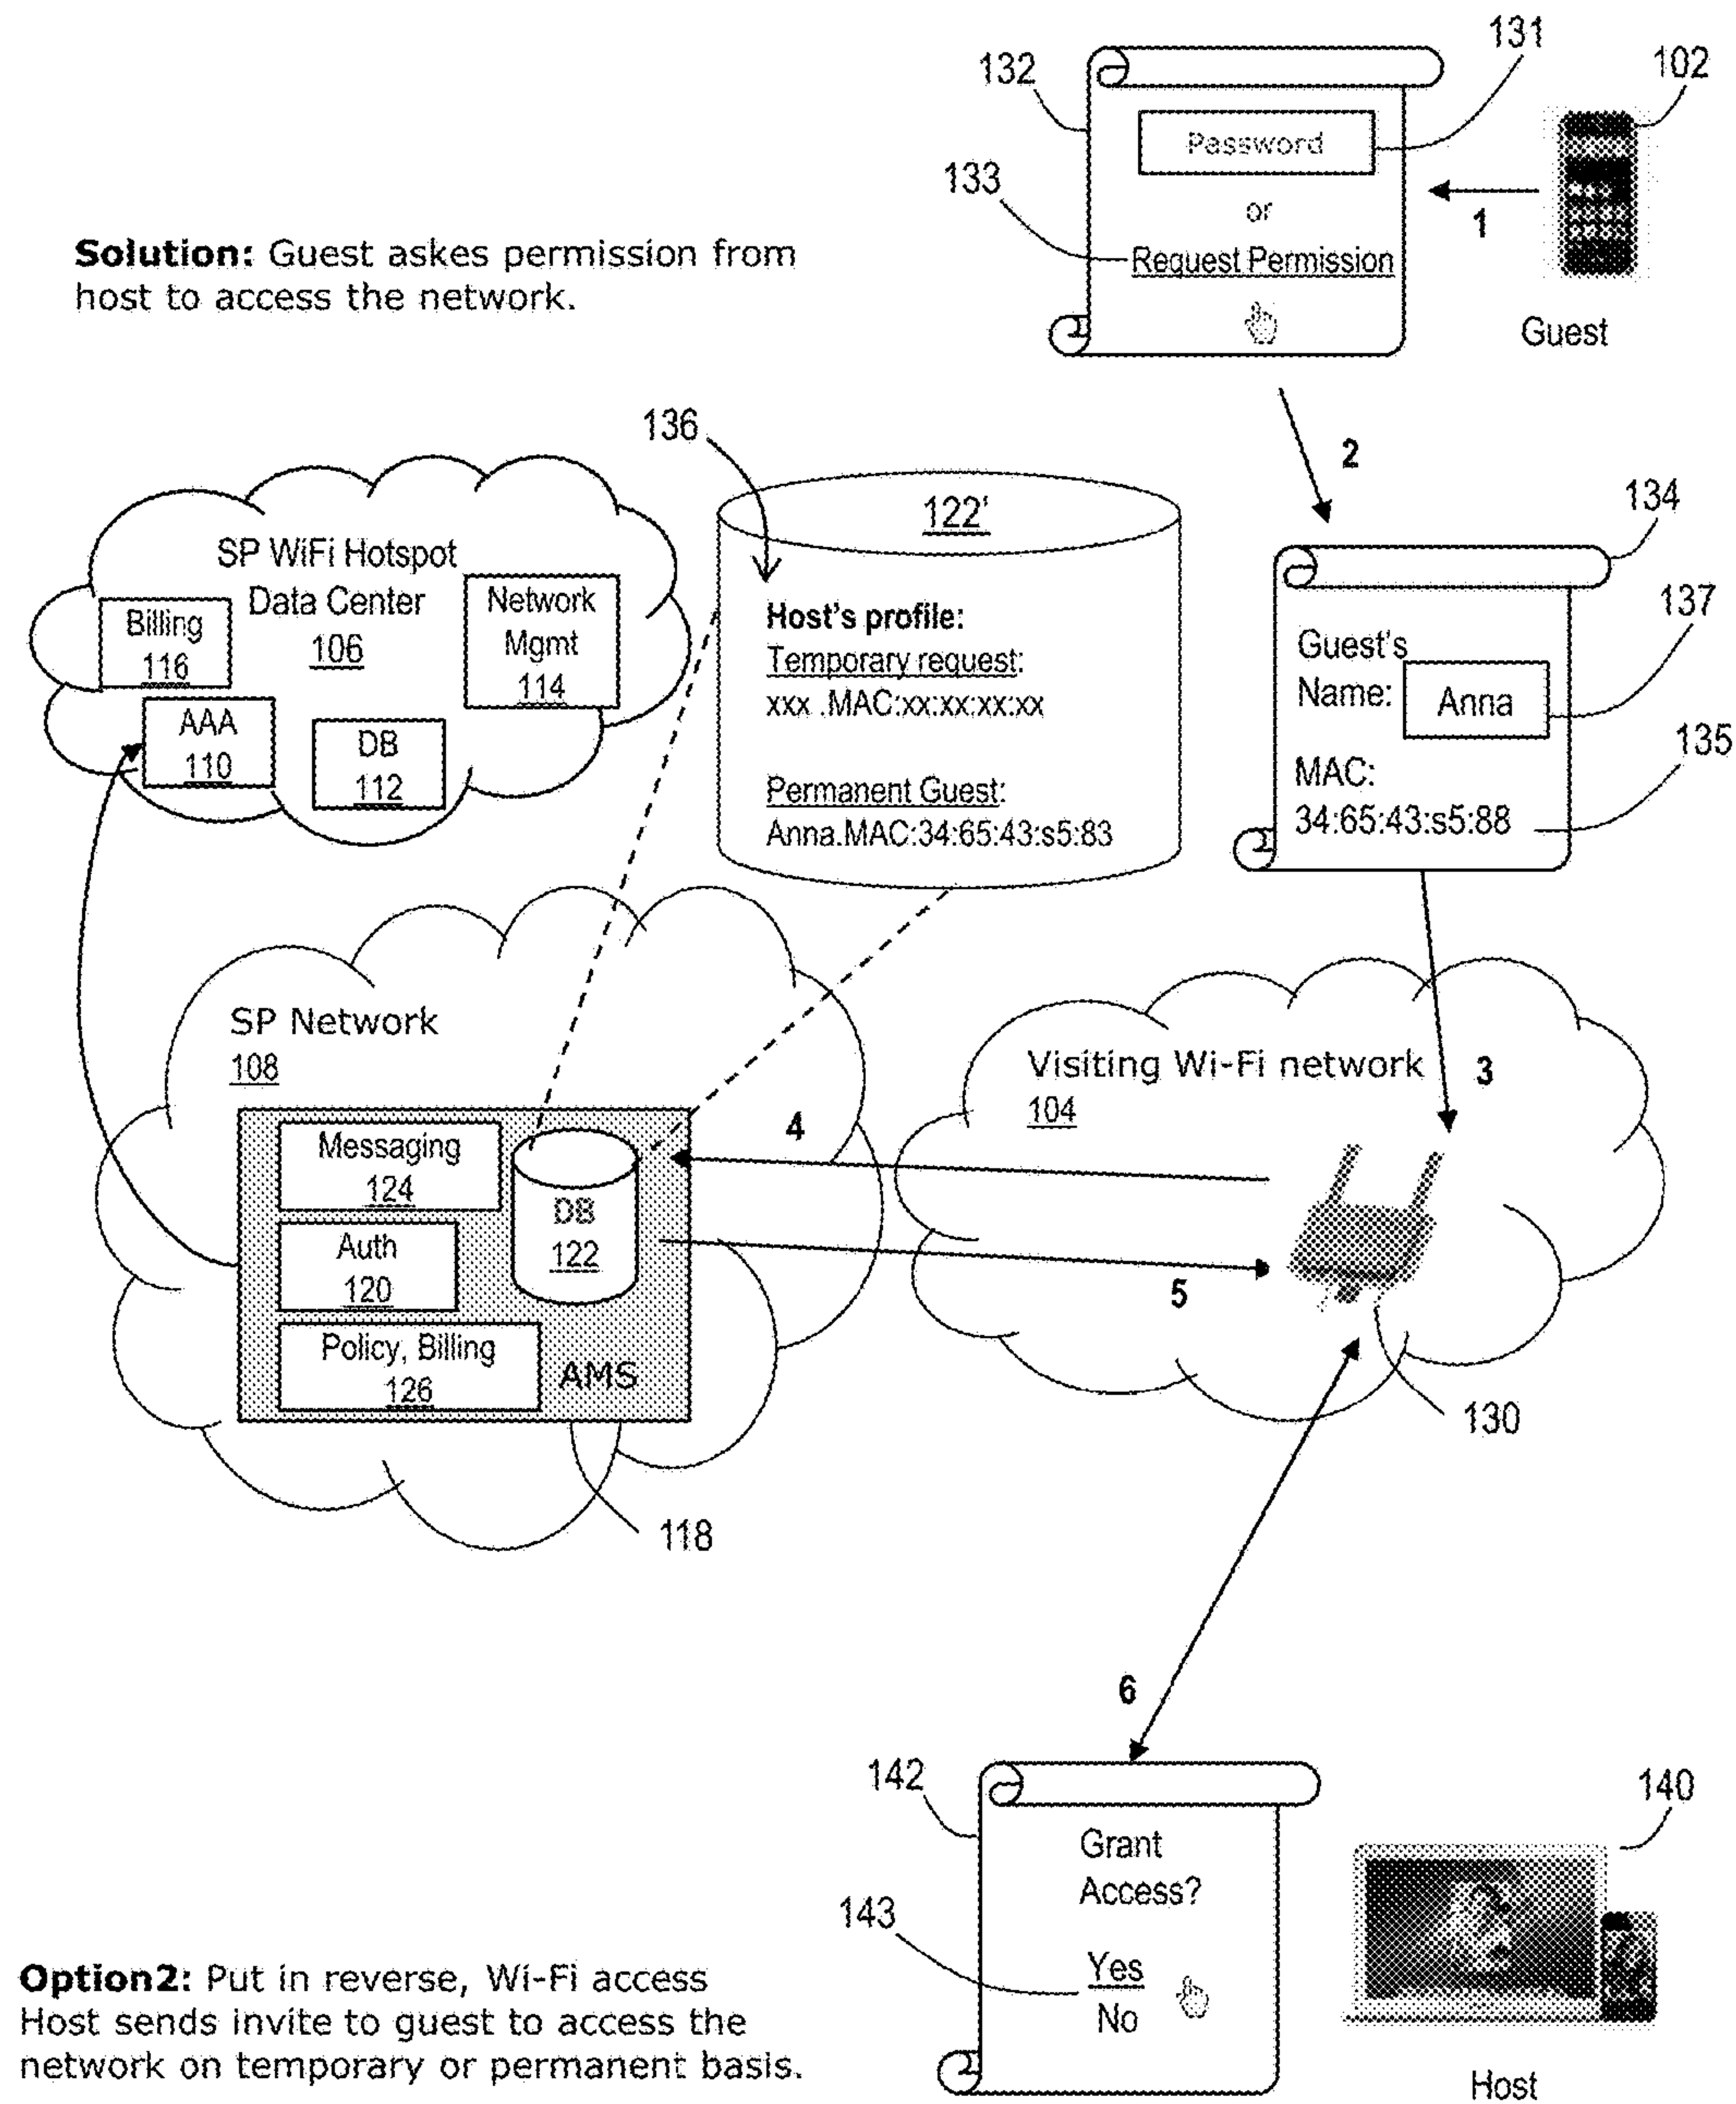 131
132
102
Password
133
or
1
Request Permission
Guest
Solution: Guest askes permission from
host to access the network.
136
2
122'
134
SP WiFi Hotspot
Data Center
106
Billing
116
Network
Mgmt
114
AAA
110
DB
112
Host's profile:
Temporary request:
xxx .MAC:xx:xx:xx:xx
Permanent Guest:
Anna.MAC:34:65:43:s5:83
137
Guest's
Name:
Anna
135
MAC:
34:65:43:s5:88
SP Network
108
Visiting Wi-Fi network
104
3
4
Messaging
124
DB
122
Auth
120
5
Policy, Billing
126
AMS
130
118
6
142
140
Grant
Access?
143
Yes
No
Option2: Put in reverse, Wi-Fi access
Host sends invite to guest to access the
network on temporary or permanent basis.
Host